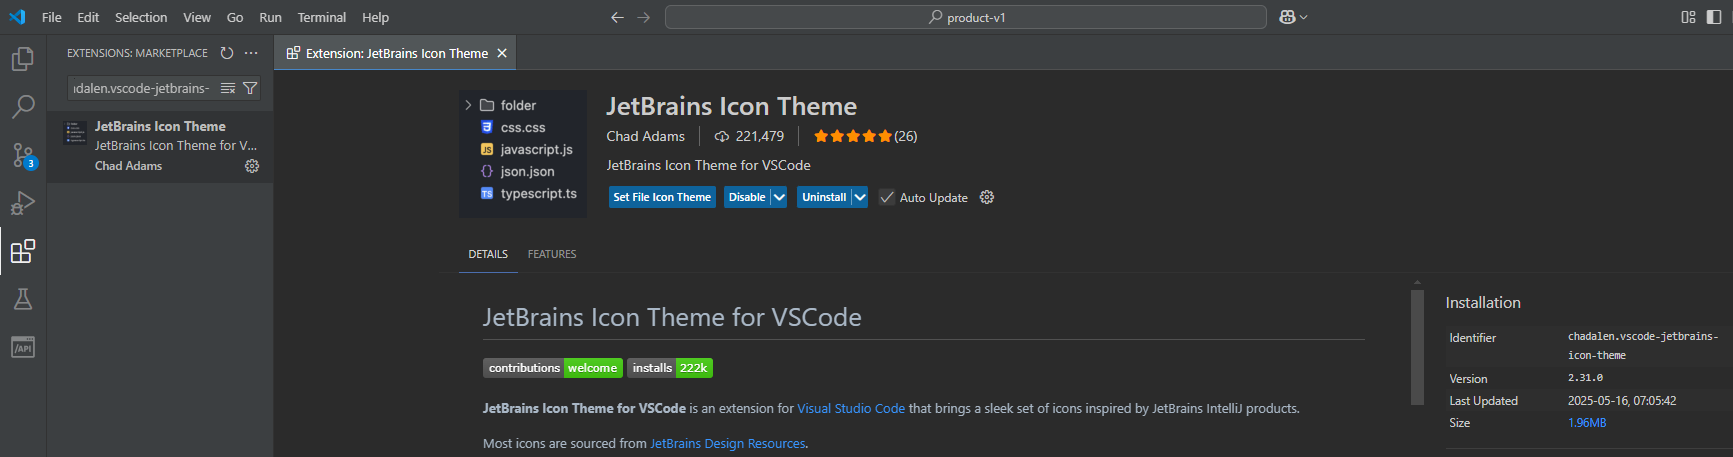 File Edit Selection View Go Run Terminal Help
product-v1
EXTENSIONS: MARKETPLACE
dalen.vscode-jetbrains-
JetBrains Icon Theme
JetBrains Icon Theme for V...
Chad Adams
3
/API
Extension: JetBrains Icon Theme
folder
css.css
JS javascript.js
{} json.json
TS typescript.ts
JetBrains Icon Theme
Chad Adams 221,479 (26)
JetBrains Icon Theme for VSCode
Set File Icon Theme Disable Uninstall Auto Update
DETAILS FEATURES
JetBrains Icon Theme for VSCode
contributions welcome installs 222k
JetBrains Icon Theme for VSCode is an extension for Visual Studio Code that brings a sleek set of icons inspired by JetBrains IntelliJ products.
Most icons are sourced from JetBrains Design Resources.
Installation
Identifier chadalen.vscode-jetbrains-
icon-theme
Version 2.31.0
Last Updated 2025-05-16, 07:05:42
Size 1.96MB